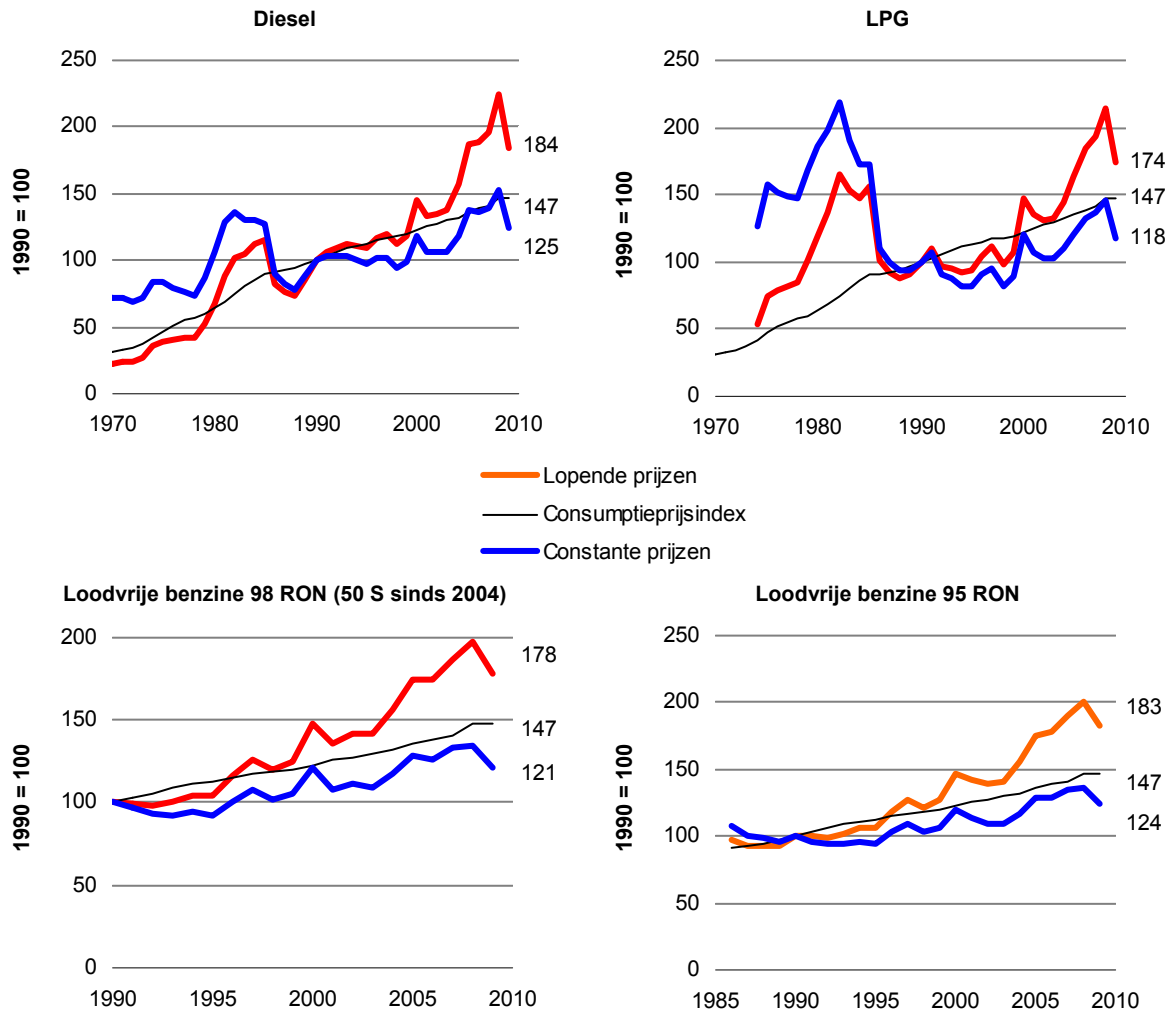 Diesel
250
200
150
100
50
0
1990 = 100
184
147
125
1970 1980 1990 2000 2010
LPG
250
200
150
100
50
0
1990 = 100
174
147
118
1970 1980 1990 2000 2010
Lopende prijzen
Consumptieprijsindex
Constante prijzen
Loodvrije benzine 98 RON (50 S sinds 2004)
200
150
100
50
0
1990 = 100
178
147
121
1990 1995 2000 2005 2010
Loodvrije benzine 95 RON
250
200
150
100
50
0
1990 = 100
183
147
124
1985 1990 1995 2000 2005 2010